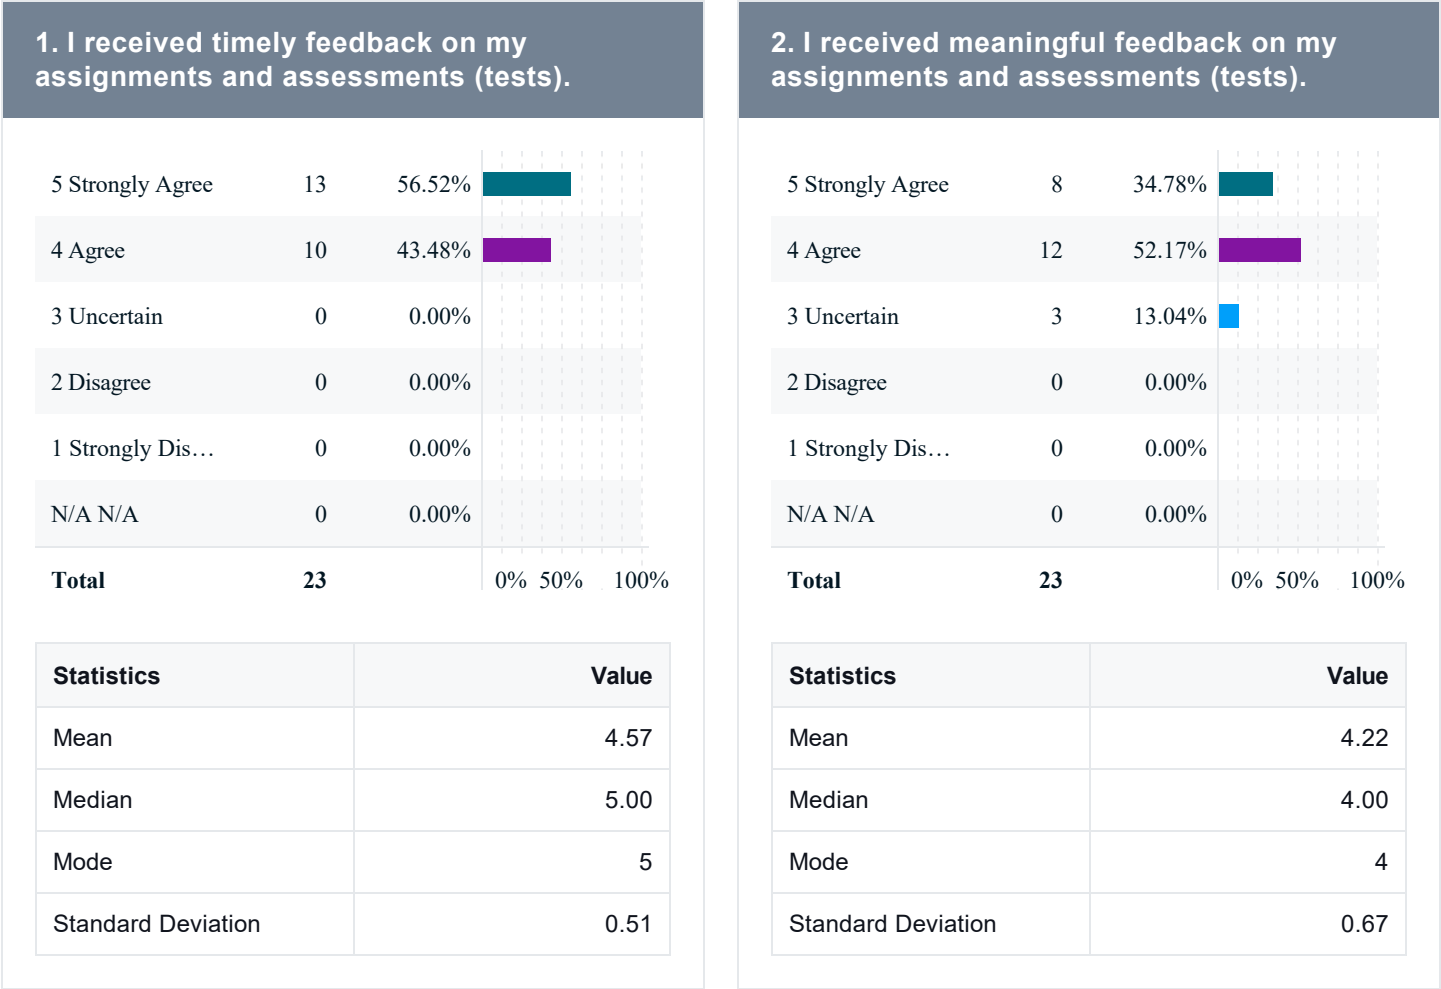 1. I received timely feedback on my
assignments and assessments (tests).
5 Strongly Agree 13 56.52%
4 Agree 10 43.48%
3 Uncertain 0 0.00%
2 Disagree 0 0.00%
1 Strongly Dis… 0 0.00%
N/A N/A 0 0.00%
Total 23 0% 50% 100%
Statistics Value
Mean 4.57
Median 5.00
Mode 5
Standard Deviation 0.51
2. I received meaningful feedback on my
assignments and assessments (tests).
5 Strongly Agree 8 34.78%
4 Agree 12 52.17%
3 Uncertain 3 13.04%
2 Disagree 0 0.00%
1 Strongly Dis… 0 0.00%
N/A N/A 0 0.00%
Total 23 0% 50% 100%
Statistics Value
Mean 4.22
Median 4.00
Mode 4
Standard Deviation 0.67